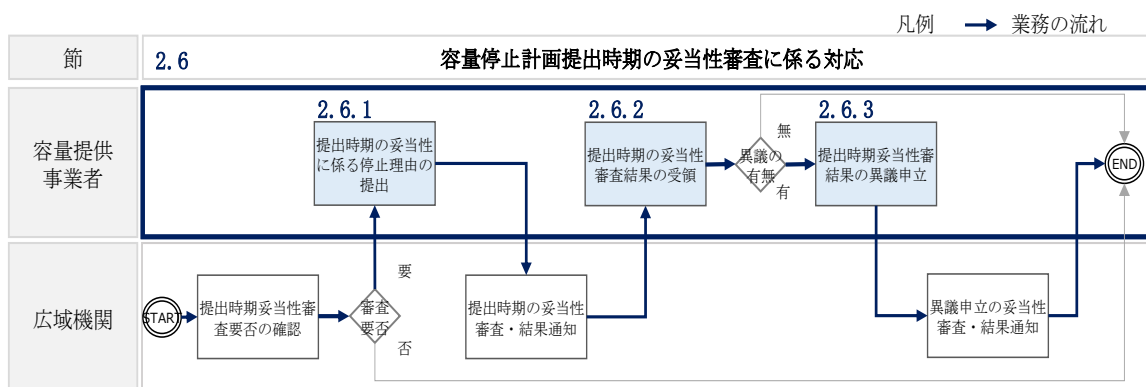 凡例 業務の流れ
節
2.6 容量停止計画提出時期の妥当性審査に係る対応
容量提供
事業者
2.6.1
提出時期の妥当性
に係る停止理由の
提出
2.6.2
提出時期の妥当性
審査結果の受領
異議の
有無
無
有
2.6.3
提出時期妥当性審
結果の異議申立
END
広域機関
START
提出時期妥当性審
査要否の確認
審査
要否
要
否
提出時期の妥当性
審査・結果通知
異議申立の妥当性
審査・結果通知